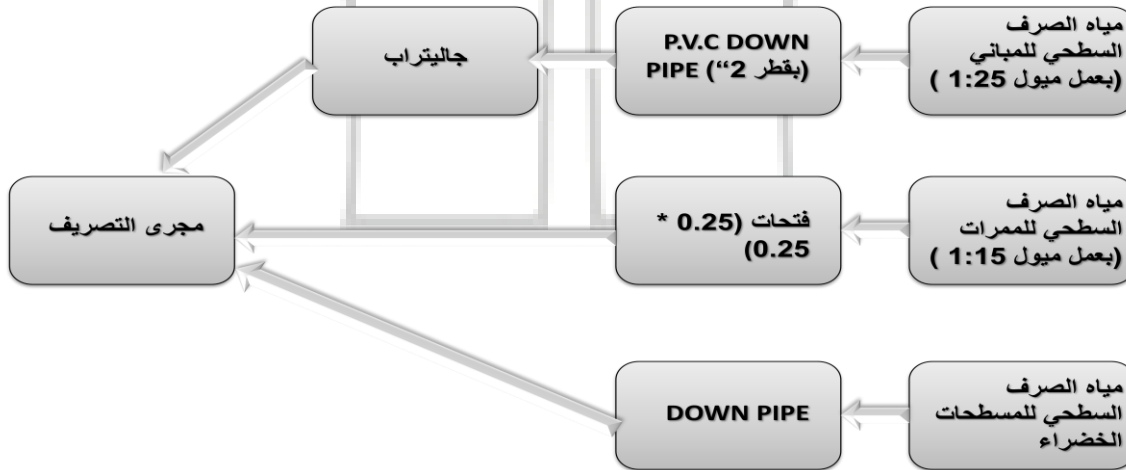 مياه الصرف
السطحي للمباني
(بعمل ميول 1:25 )
P.V.C DOWN
PIPE (“2 بقطر)
جاليتراب
مياه الصرف
السطحي للممرات
(بعمل ميول 1:15 )
فتحات (0.25 *
0.25)
مجرى التصريف
مياه الصرف
السطحي للمسطحات
الخضراء
DOWN PIPE